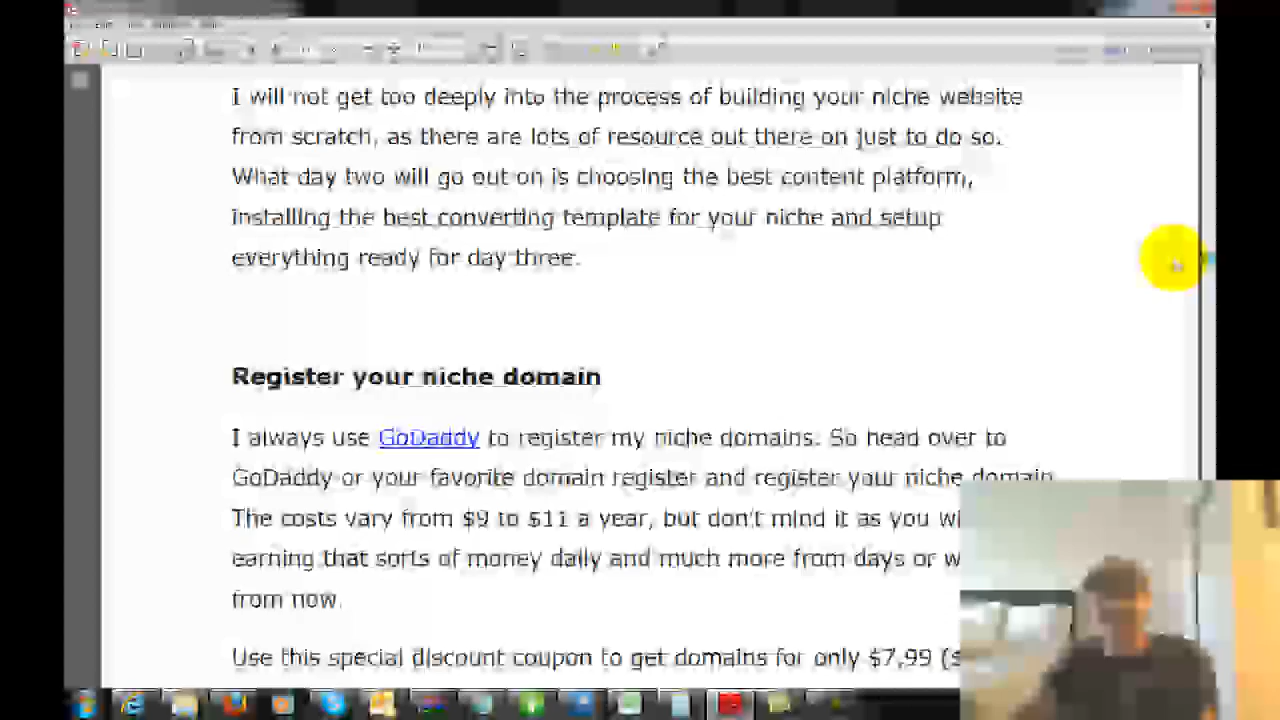 I will not get too deeply into the process of building your niche website
from scratch, as there are lots of resource out there on just to do so.
What day two will go out on is choosing the best content platform,
installing the best converting template for your niche and setup
everything ready for day three.
Register your niche domain
I always use GoDaddy to register my niche domains. So head over to
GoDaddy or your favorite domain register and register your niche domain
The costs vary from $9 to $11 a year, but don't mind it as you
earning that sorts of money daily and much more from days or
from now.
Use this special discount coupon to get domains for only $7,99